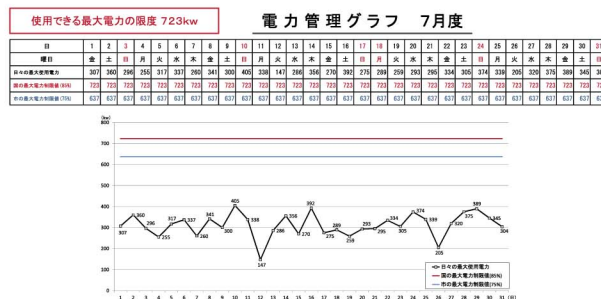 使用できる最大電力の限度 723kw
電力管理グラフ 7月度
日 1 2 3 4 5 6 7 8 9 10 11 12 13 14 15 16 17 18 19 20 21 22 23 24 25 26 27 28 29 30 31
曜日 金 土 日 月 火 水 木 金 土 日 月 火 水 木 金 土 日 月 火 水 木 金 土 日 月 火 水 木 金 土 日
日々の最大使用電力 307 360 296 255 317 337 260 341 300 405 338 147 286 356 270 392 275 289 259 293 295 334 305 374 339 205 320 375 389 345
国の最大電力制限値(85%) 723 723 723 723 723 723 723 723 723 723 723 723 723 723 723 723 723 723 723 723 723 723 723 723 723 723 723 723 723 723
市の最大電力制限値(75%) 637 637 637 637 637 637 637 637 637 637 637 637 637 637 637 637 637 637 637 637 637 637 637 637 637 637 637 637 637 637
(kw)
800
700
600
500
400
300
200
100
0
307 360 296 255 317 337 260 341 300 405 338 147 286 356 270 392 275 289 259 293 295 334 305 374 339 205 320 375 389 345 304
日々の最大使用電力
国の最大電力制限値(85%)
市の最大電力制限値(75%)
1 2 3 4 5 6 7 8 9 10 11 12 13 14 15 16 17 18 19 20 21 22 23 24 25 26 27 28 29 30 31 (日)